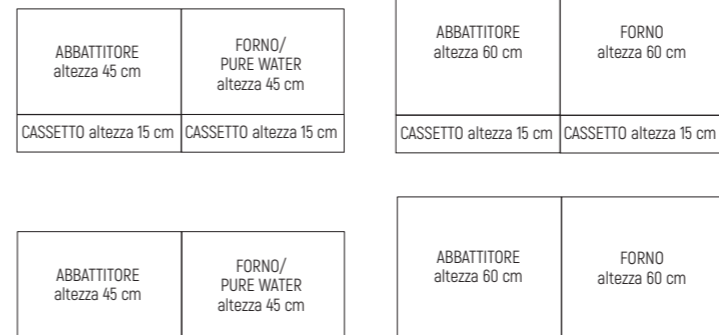 ABBATTITORE
altezza 45 cm
FORNO/
PURE WATER
altezza 45 cm
CASSETTO altezza 15 cm
CASSETTO altezza 15 cm
ABBATTITORE
altezza 60 cm
FORNO
altezza 60 cm
CASSETTO altezza 15 cm
CASSETTO altezza 15 cm
ABBATTITORE
altezza 45 cm
FORNO/
PURE WATER
altezza 45 cm
ABBATTITORE
altezza 60 cm
FORNO
altezza 60 cm